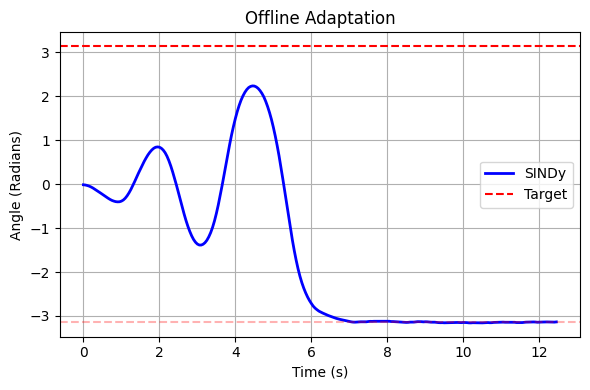 Offline Adaptation
Angle (Radians)
3
2
1
0
−1
−2
−3
SINDy
Target
0
2
4
6
8
10
12
Time (s)